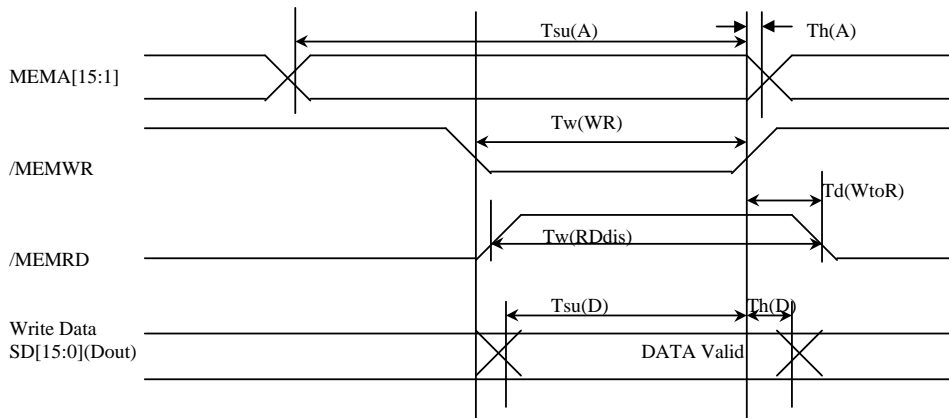 Tsu(A)
Th(A)
MEMA[15:1]
Tw(WR)
/MEMWR
Td(WtoR)
Tw(RDdis)
/MEMRD
Tsu(D)
Th(D)
Write Data
SD[15:0](Dout)
DATA Valid